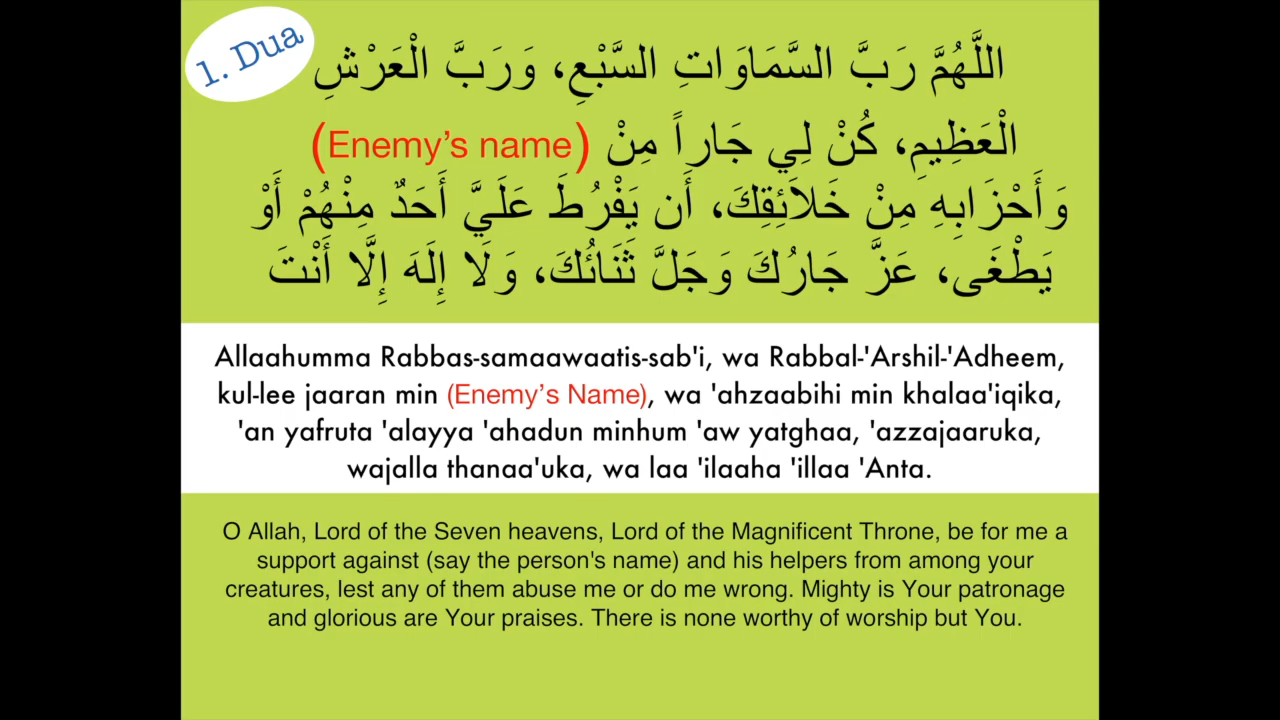 1. Dua
اللَّهُمَّ رَبَّ السَّمَاوَاتِ السَّبْعِ، وَرَبَّ الْعَرْشِ
الْعَظِيمِ، كُنْ لِي جَاراً مِنْ (Enemy’s name)
وَأَحْزَابِهِ مِنْ خَلاَئِقِكَ، أَن يَفْرُطَ عَلَيَّ أَحَدٌ مِنْهُمْ أَوْ
يَطْغَى، عَزَّ جَارُكَ وَجَلَّ ثَنَائُكَ، وَلَا إِلَهَ إِلَّا أَنْتَ
Allaahumma Rabbas-samaawaatis-sab'i, wa Rabbal-'Arshil-'Adheem,
kul-lee jaaran min (Enemy’s Name), wa 'ahzaabihi min khalaa'iqika,
'an yafruta 'alayya 'ahadun minhum 'aw yatghaa, 'azzajaaruka,
wajalla thanaa'uka, wa laa 'ilaaha 'illaa 'Anta.
O Allah, Lord of the Seven heavens, Lord of the Magnificent Throne, be for me a
support against (say the person's name) and his helpers from among your
creatures, lest any of them abuse me or do me wrong. Mighty is Your patronage
and glorious are Your praises. There is none worthy of worship but You.